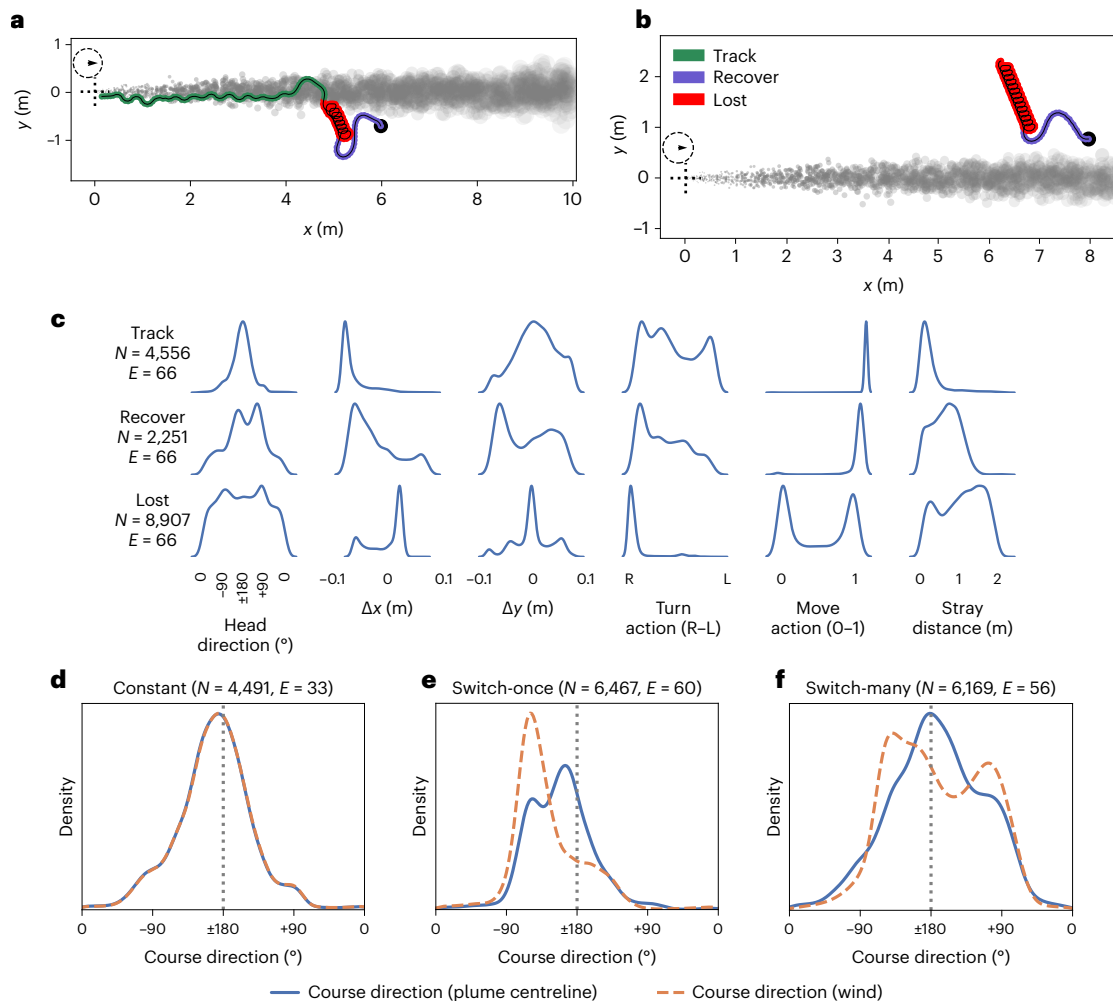 a
y (m)
1
0
−1
0
2
4
6
8
10
x (m)
b
Track
Recover
Lost
y (m)
2
1
0
−1
0
1
2
3
4
5
6
7
8
x (m)
c
Track
N = 4,556
E = 66
Recover
N = 2,251
E = 66
Lost
N = 8,907
E = 66
0
−90
±180
+90
0
Head
direction (°)
−0.1
0
0.1
Δx (m)
−0.1
0
0.1
Δy (m)
R
L
Turn
action (R–L)
0
1
Move
action (0–1)
0
1
2
Stray
distance (m)
d
Constant (N = 4,491, E = 33)
Density
0
−90
±180
+90
0
Course direction (°)
e
Switch-once (N = 6,467, E = 60)
Density
0
−90
±180
+90
0
Course direction (°)
f
Switch-many (N = 6,169, E = 56)
Density
0
−90
±180
+90
0
Course direction (°)
Course direction (plume centreline)
Course direction (wind)